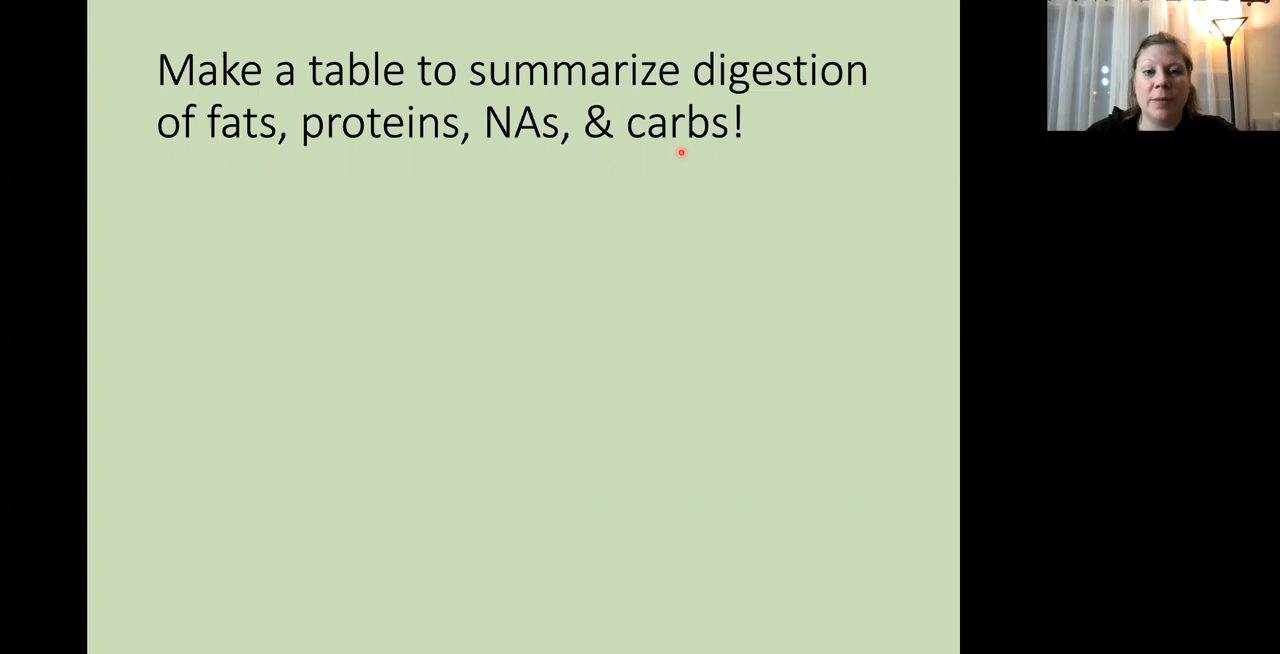 Make a table to summarize digestion
of fats, proteins, NAs, & carbs!